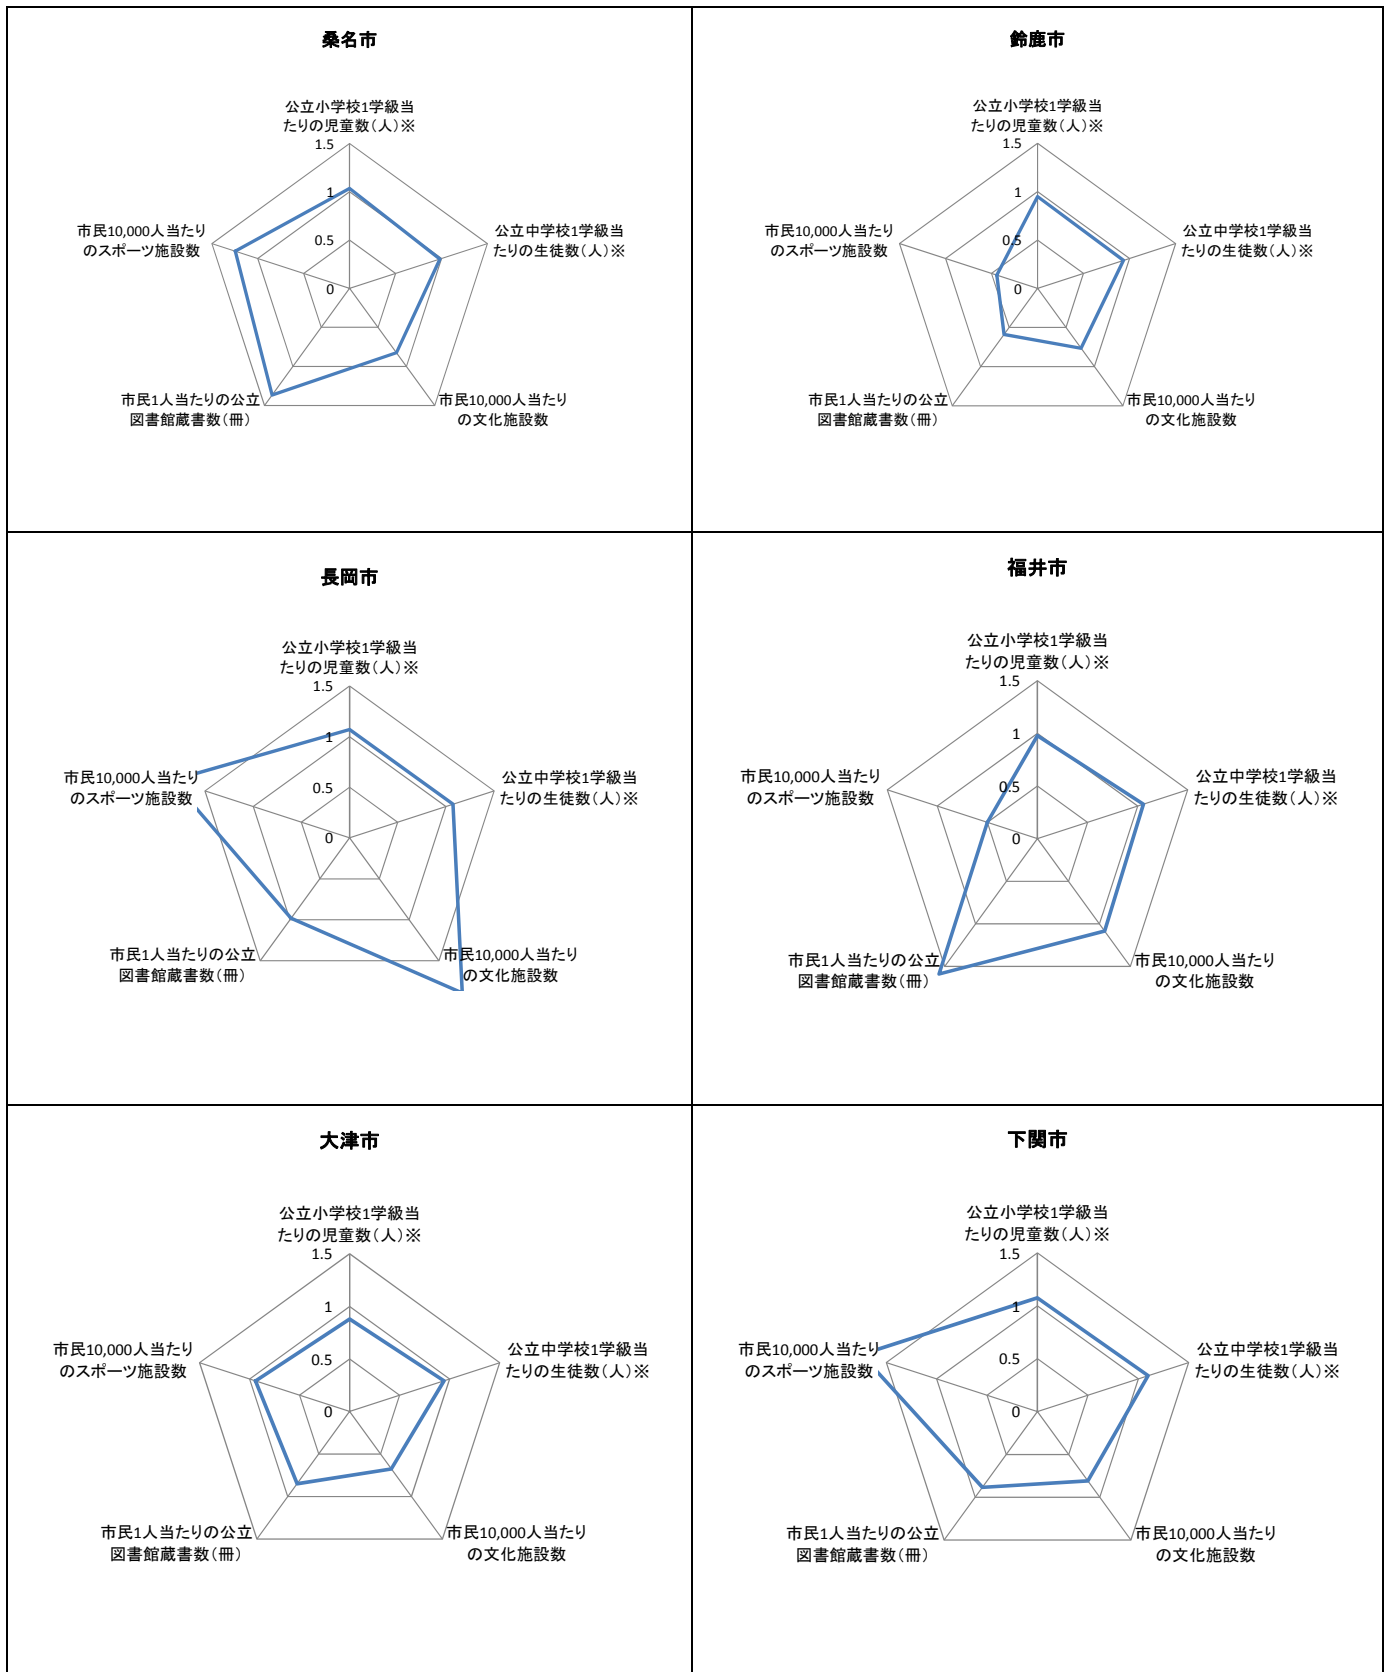 桑名市
公立小学校1学級当
たりの児童数(人)※
1.5
1
0.5
0
公立中学校1学級当
たりの生徒数(人)※
市民10,000人当たり
の文化施設数
市民1人当たりの公立
図書館蔵書数(冊)
市民10,000人当たり
のスポーツ施設数
鈴鹿市
公立小学校1学級当
たりの児童数(人)※
1.5
1
0.5
0
公立中学校1学級当
たりの生徒数(人)※
市民10,000人当たり
の文化施設数
市民1人当たりの公立
図書館蔵書数(冊)
市民10,000人当たり
のスポーツ施設数
長岡市
公立小学校1学級当
たりの児童数(人)※
1.5
1
0.5
0
公立中学校1学級当
たりの生徒数(人)※
市民10,000人当たり
の文化施設数
市民1人当たりの公立
図書館蔵書数(冊)
市民10,000人当たり
のスポーツ施設数
福井市
公立小学校1学級当
たりの児童数(人)※
1.5
1
0.5
0
公立中学校1学級当
たりの生徒数(人)※
市民10,000人当たり
の文化施設数
市民1人当たりの公立
図書館蔵書数(冊)
市民10,000人当たり
のスポーツ施設数
大津市
公立小学校1学級当
たりの児童数(人)※
1.5
1
0.5
0
公立中学校1学級当
たりの生徒数(人)※
市民10,000人当たり
の文化施設数
市民1人当たりの公立
図書館蔵書数(冊)
市民10,000人当たり
のスポーツ施設数
下関市
公立小学校1学級当
たりの児童数(人)※
1.5
1
0.5
0
公立中学校1学級当
たりの生徒数(人)※
市民10,000人当たり
の文化施設数
市民1人当たりの公立
図書館蔵書数(冊)
市民10,000人当たり
のスポーツ施設数